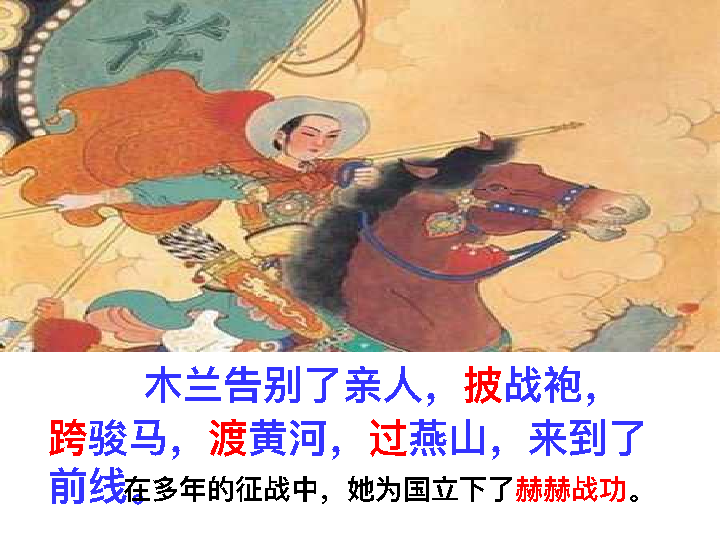 木兰告别了亲人，披战袍，
跨骏马，渡黄河，过燕山，来到了
前线。
在多年的征战中，她为国立下了赫赫战功。